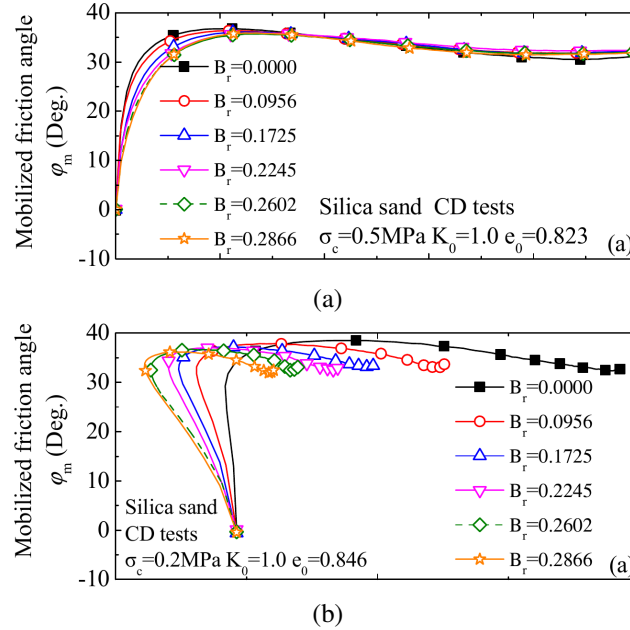 40
30
20
10
0
-10
Mobilized friction angle
φm (Deg.)
Br=0.0000
Br=0.0956
Br=0.1725
Br=0.2245
Br=0.2602
Br=0.2866
Silica sand CD tests
σc=0.5MPa K0=1.0 e0=0.823
(a)
(a)
40
30
20
10
0
-10
Mobilized friction angle
φm (Deg.)
Br=0.0000
Br=0.0956
Br=0.1725
Br=0.2245
Br=0.2602
Br=0.2866
Silica sand
CD tests
σc=0.2MPa K0=1.0 e0=0.846
(a)
(b)